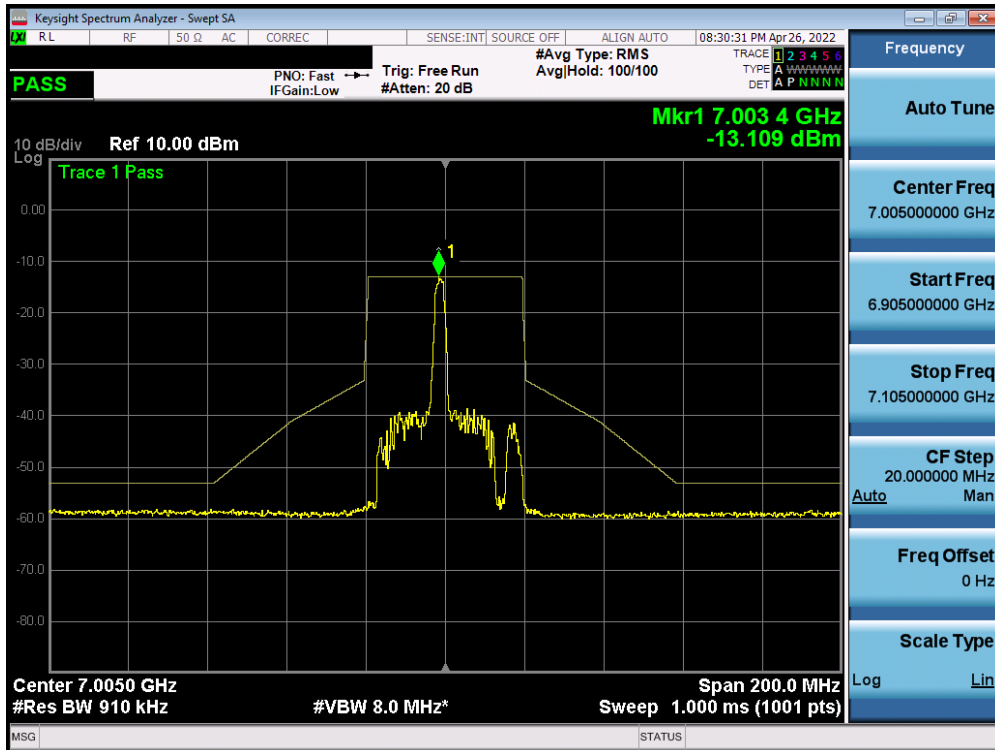 Keysight Spectrum Analyzer - Swept SA
LXI RL RF 50 Ω AC CORREC SENSE:INT SOURCE OFF ALIGN AUTO 08:30:31 PM Apr 26, 2022
PASS
PNO: Fast
IFGain:Low
Trig: Free Run
#Atten: 20 dB
#Avg Type: RMS
Avg|Hold: 100/100
TRACE 1 2 3 4 5 6
TYPE A WWWWW
DET A P N N N N
Mkr1 7.003 4 GHz
-13.109 dBm
10 dB/div Ref 10.00 dBm
Log
Trace 1 Pass
1
0.00
-10.0
-20.0
-30.0
-40.0
-50.0
-60.0
-70.0
-80.0
Center 7.0050 GHz Span 200.0 MHz
#Res BW 910 kHz #VBW 8.0 MHz* Sweep 1.000 ms (1001 pts)
MSG STATUS
Frequency
Auto Tune
Center Freq
7.005000000 GHz
Start Freq
6.905000000 GHz
Stop Freq
7.105000000 GHz
CF Step
20.000000 MHz
Auto Man
Freq Offset
0 Hz
Scale Type
Log Lin